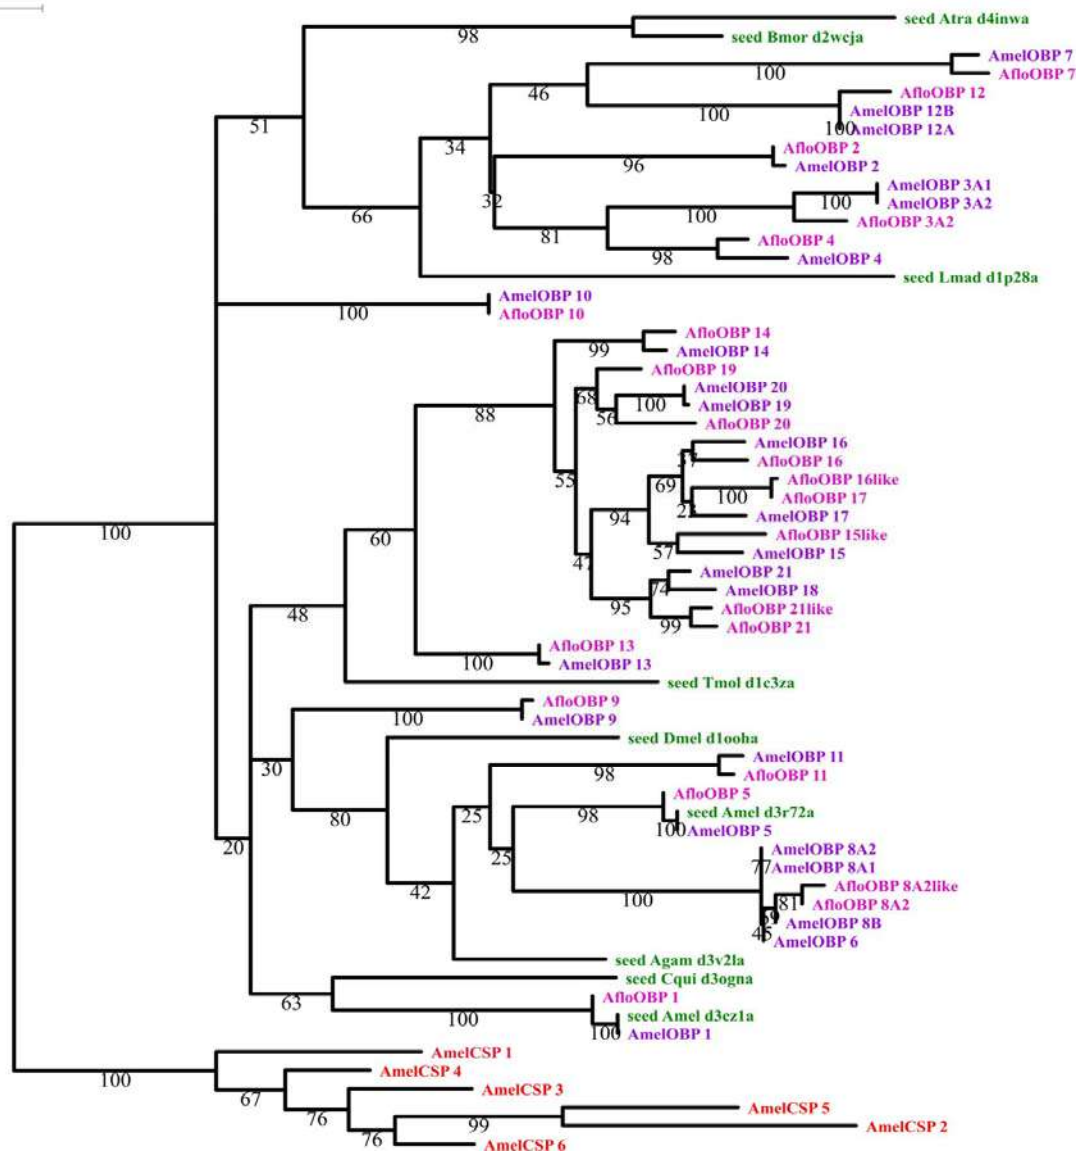 seed Atra d4inwa
98
seed Bmor d2wcja
AmelOBP 7
100
AfloOBP 7
46
AfloOBP 12
100
AmelOBP 12B
51
100
AmelOBP 12A
34
AfloOBP 2
96
AmelOBP 2
AmelOBP 3A1
32
100
AmelOBP 3A2
66
100
AfloOBP 3A2
81
AfloOBP 4
98
AmelOBP 4
seed Lmad d1p28a
AmelOBP 10
100
AfloOBP 10
AfloOBP 14
99
AmelOBP 14
AfloOBP 19
AmelOBP 20
68
100
AmelOBP 19
88
56
AfloOBP 20
AmelOBP 16
37
AfloOBP 16
55
69
AfloOBP 16like
100
AfloOBP 17
94
23
AmelOBP 17
100
AfloOBP 15like
60
57
AmelOBP 15
47
AmelOBP 21
74
AmelOBP 18
48
95
AfloOBP 21like
99
AfloOBP 21
AfloOBP 13
100
AmelOBP 13
seed Tmol d1c3za
AfloOBP 9
100
AmelOBP 9
seed Dmel d1ooha
AmelOBP 11
30
98
AfloOBP 11
AfloOBP 5
80
25
98
seed Amel d3r72a
100
AmelOBP 5
20
25
AmelOBP 8A2
77
AmelOBP 8A1
42
100
AfloOBP 8A2like
81
AfloOBP 8A2
AmelOBP 8B
45
AmelOBP 6
seed Agam d3v2la
seed Cqui d3ogna
63
AfloOBP 1
100
seed Amel d3cz1a
100
AmelOBP 1
AmelCSP 1
100
AmelCSP 4
67
AmelCSP 3
76
AmelCSP 5
99
AmelCSP 2
76
AmelCSP 6